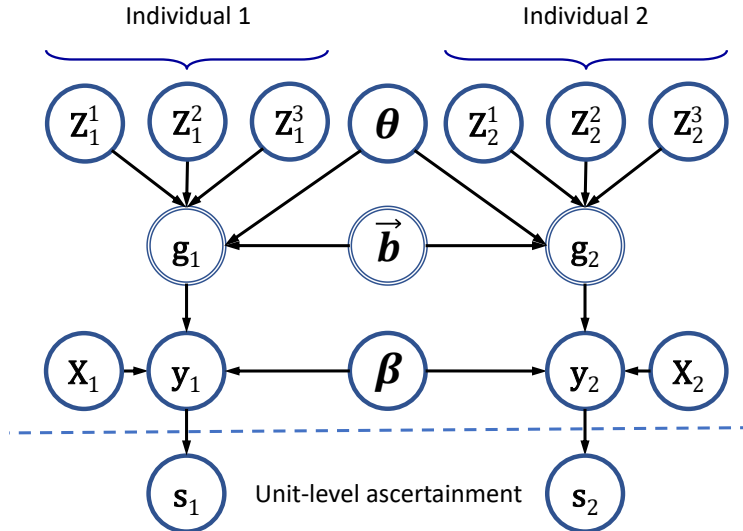 Individual 1 Individual 2
Z₁¹ Z₁² Z₁³ θ Z₂¹ Z₂² Z₂³
g₁ b⃗ g₂
X₁ y₁ β y₂ X₂
s₁ Unit-level ascertainment s₂